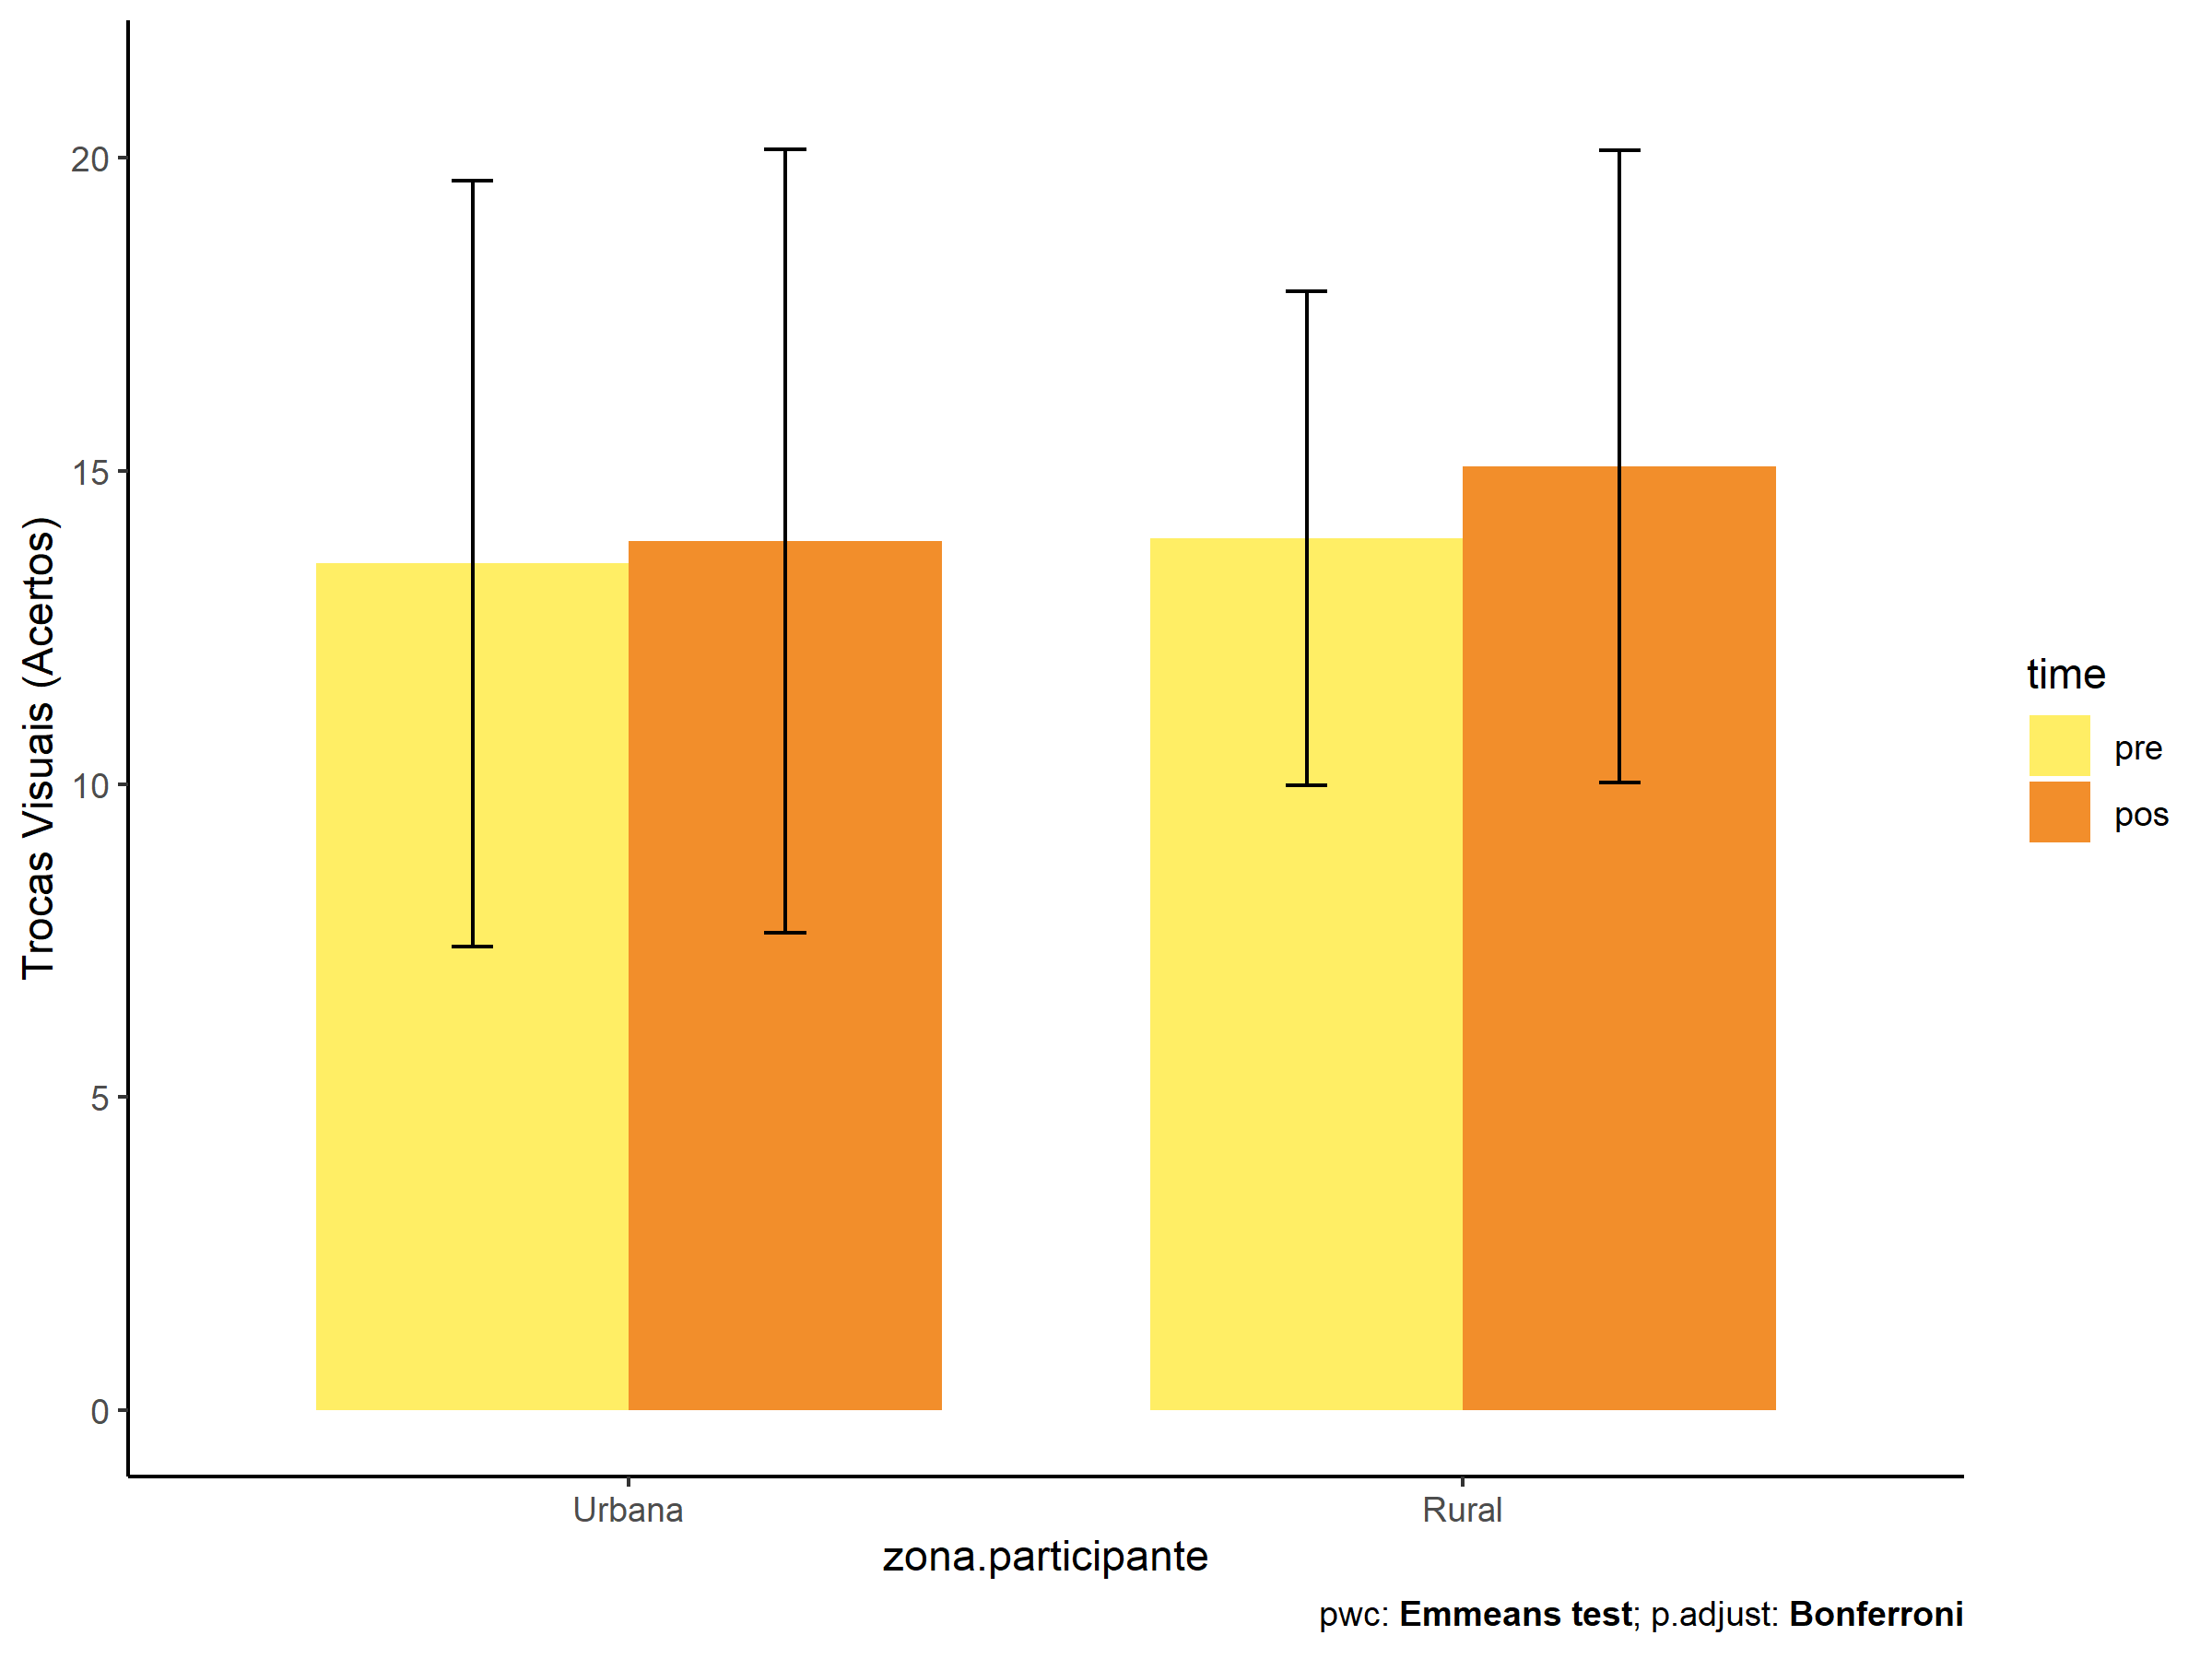 Trocas Visuais (Acertos)
20
15
10
5
0
Urbana
Rural
zona.participante
time
pre
pos
pwc: Emmeans test; p.adjust: Bonferroni